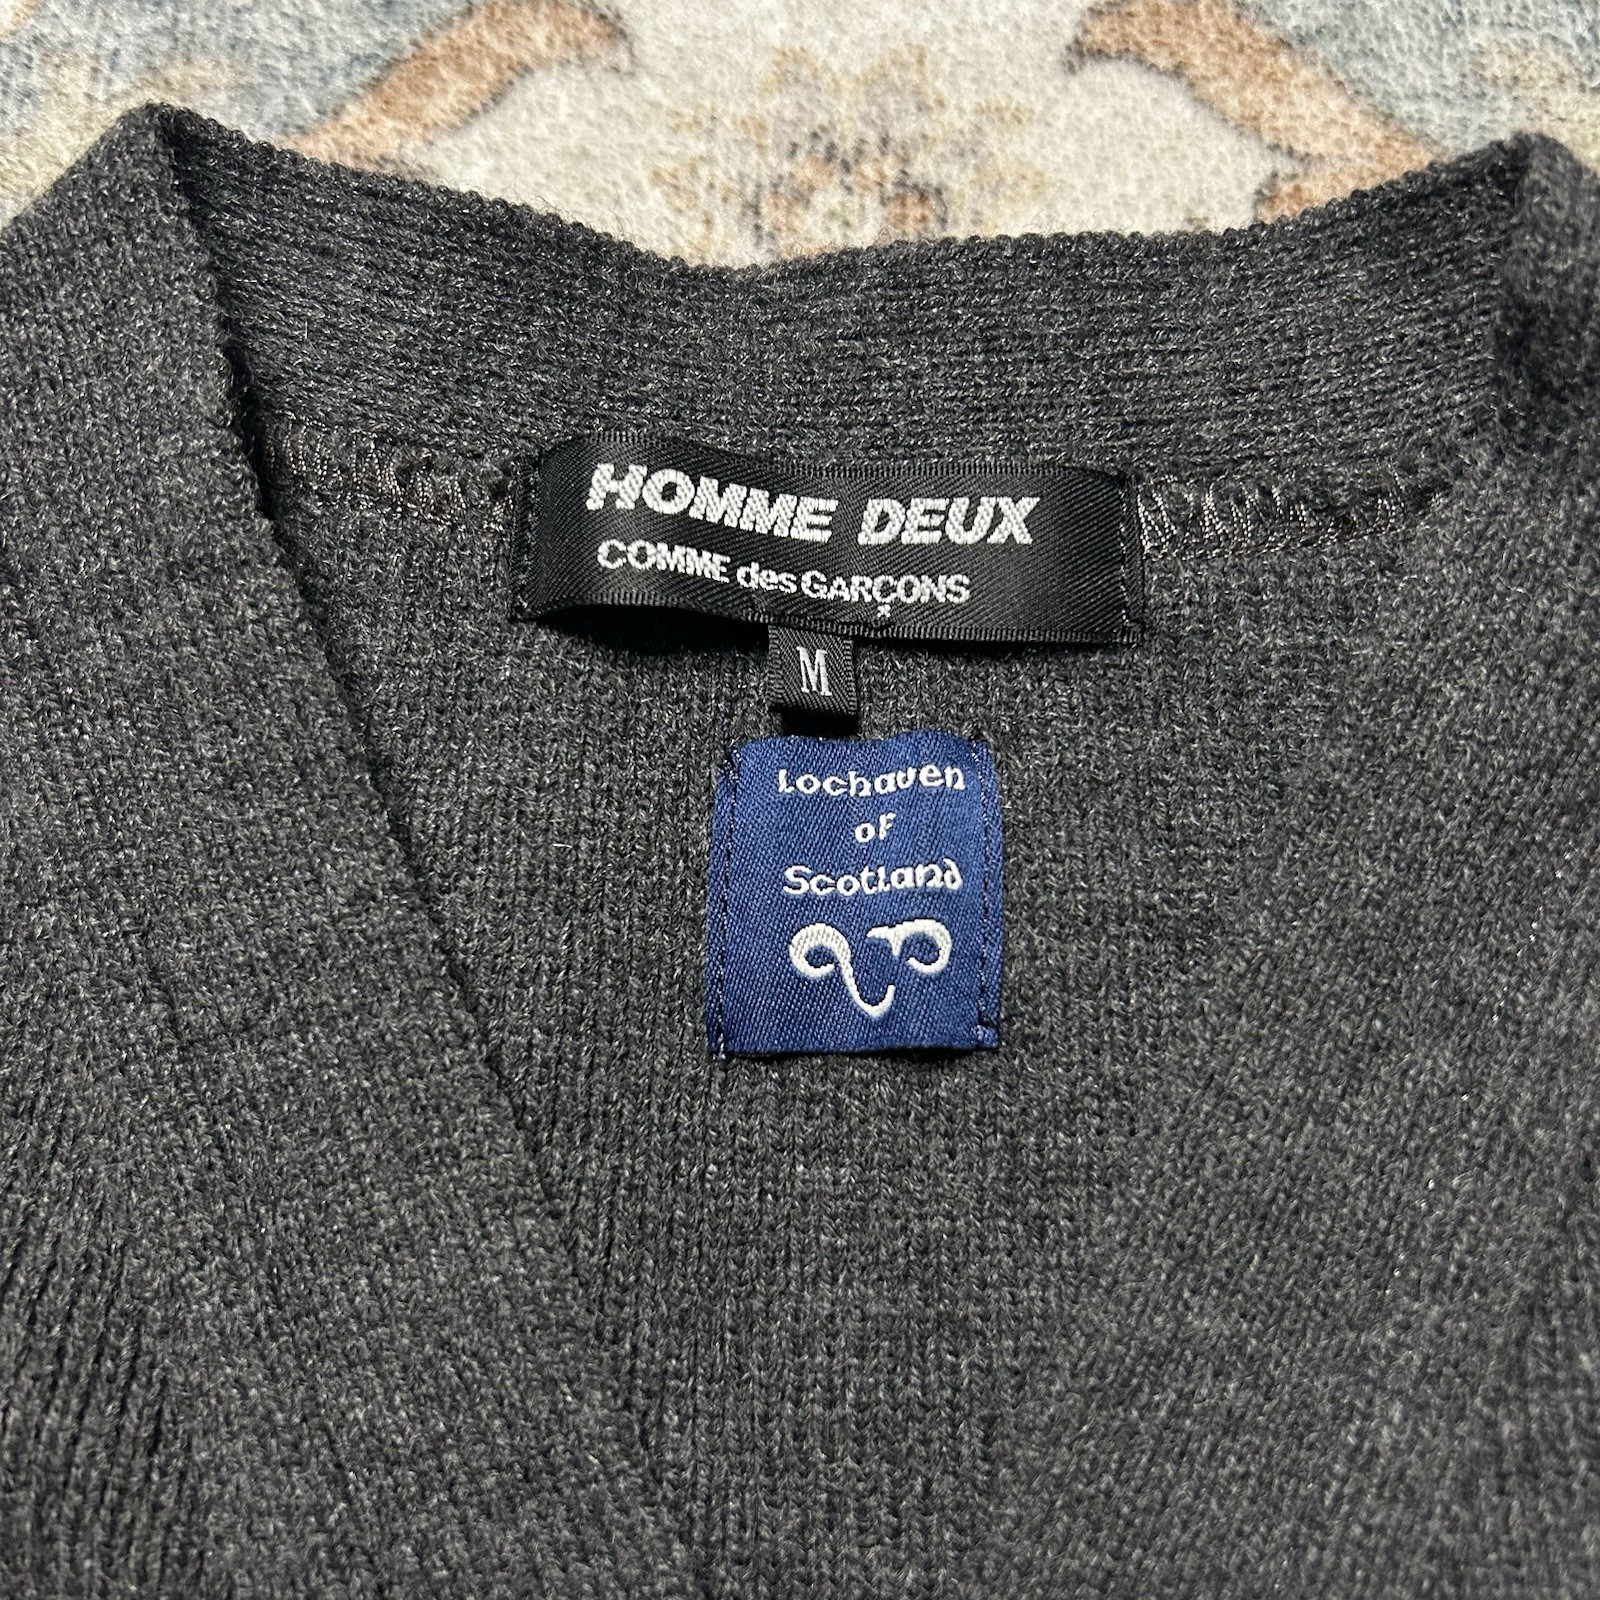 HOMME DEUX
COMME des GARÇONS
M
Lochaven
of
Scotland